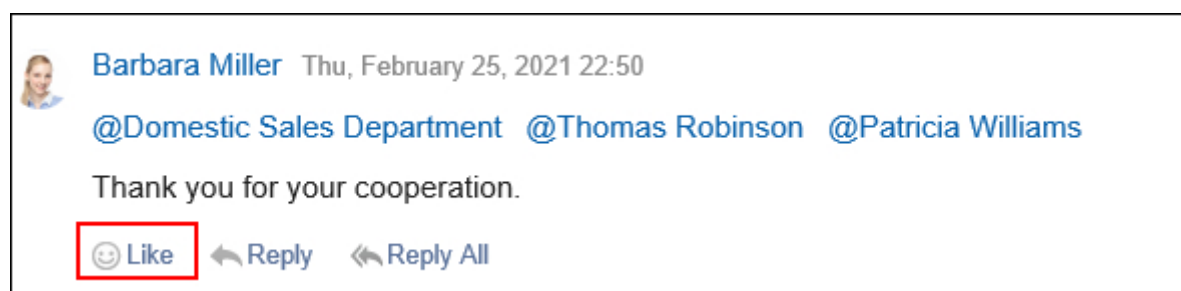 Barbara Miller Thu, February 25, 2021 22:50
@Domestic Sales Department @Thomas Robinson @Patricia Williams
Thank you for your cooperation.
Like Reply Reply All